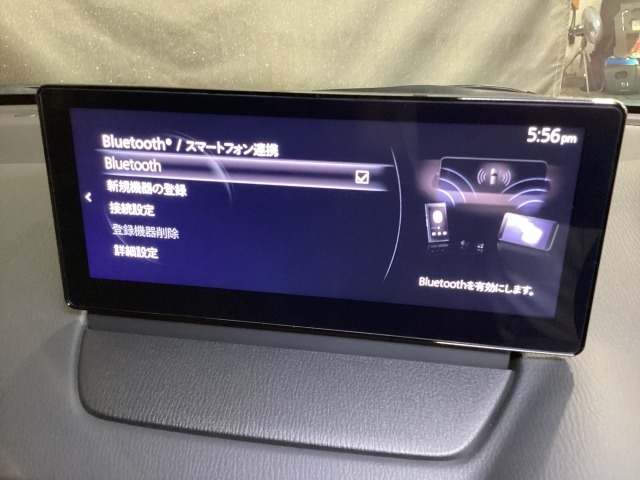 5:56pm
Bluetooth® / スマートフォン連携
Bluetooth
新規機器の登録
接続設定
登録機器削除
詳細設定
Bluetoothを有効にします。